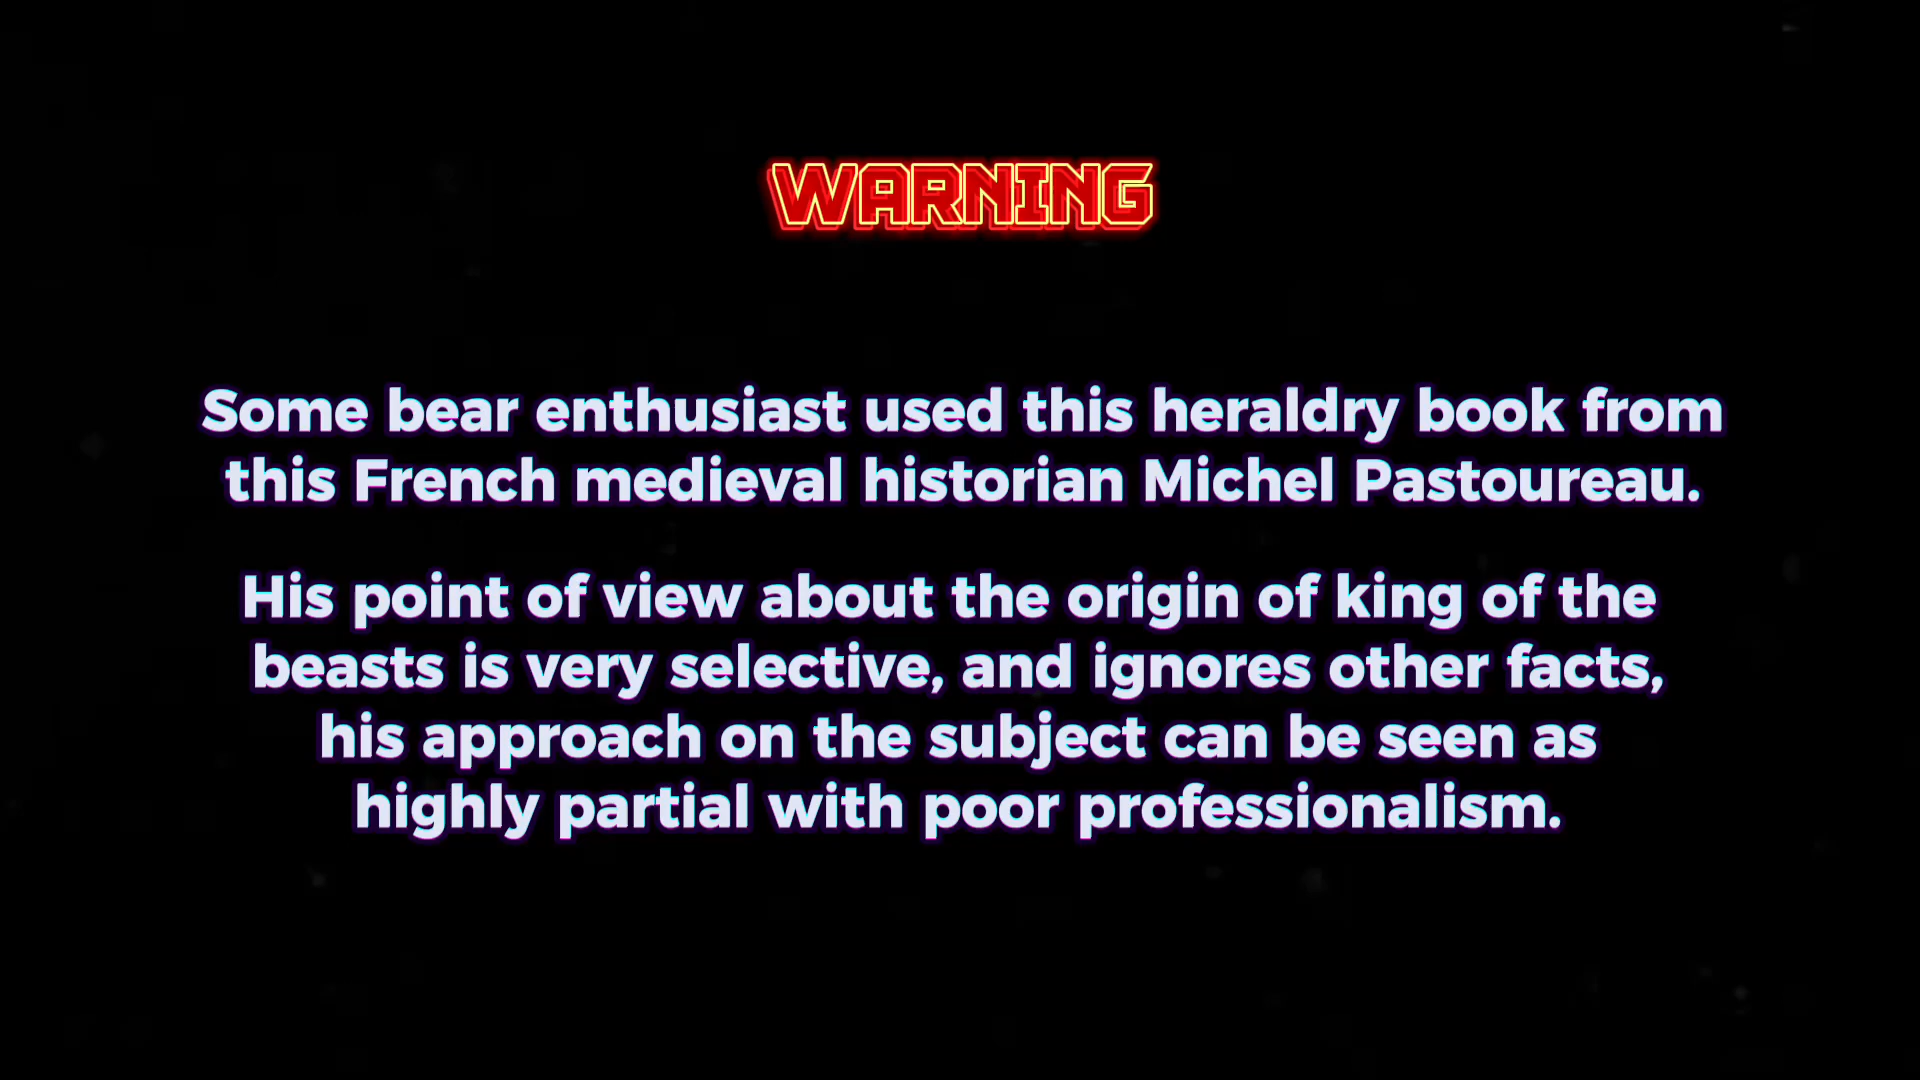 WARNING
Some bear enthusiast used this heraldry book from
this French medieval historian Michel Pastoureau.
His point of view about the origin of king of the
beasts is very selective, and ignores other facts,
his approach on the subject can be seen as
highly partial with poor professionalism.